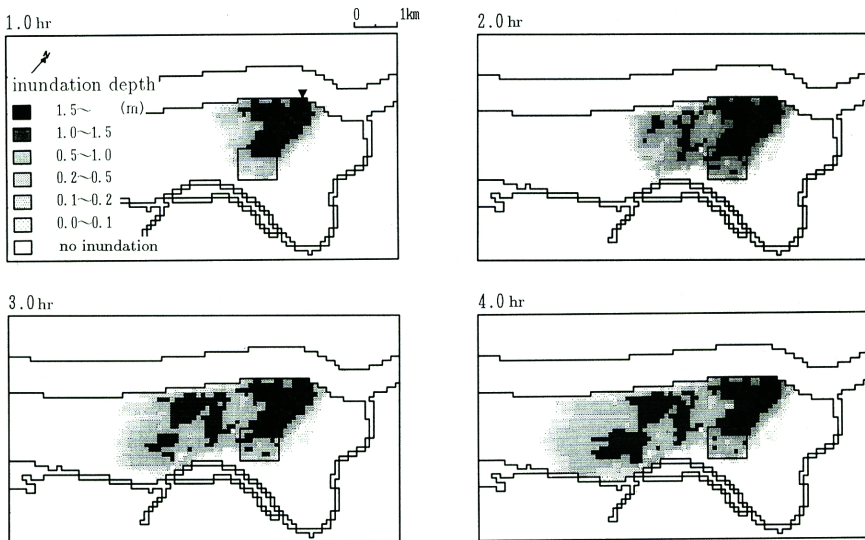 1.0 hr
0 1km
N
inundation depth
1.5～ (m)
1.0～1.5
0.5～1.0
0.2～0.5
0.1～0.2
0.0～0.1
no inundation
2.0 hr
3.0 hr
4.0 hr